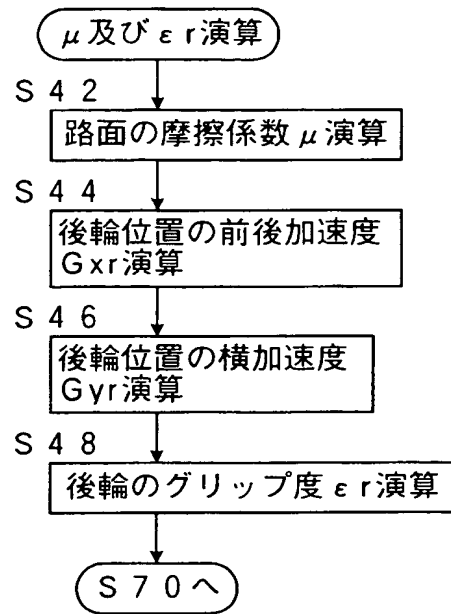 μ及びεr演算
S42
路面の摩擦係数μ演算
S44
後輪位置の前後加速度
Gxr演算
S46
後輪位置の横加速度
Gyr演算
S48
後輪のグリップ度εr演算
S70へ